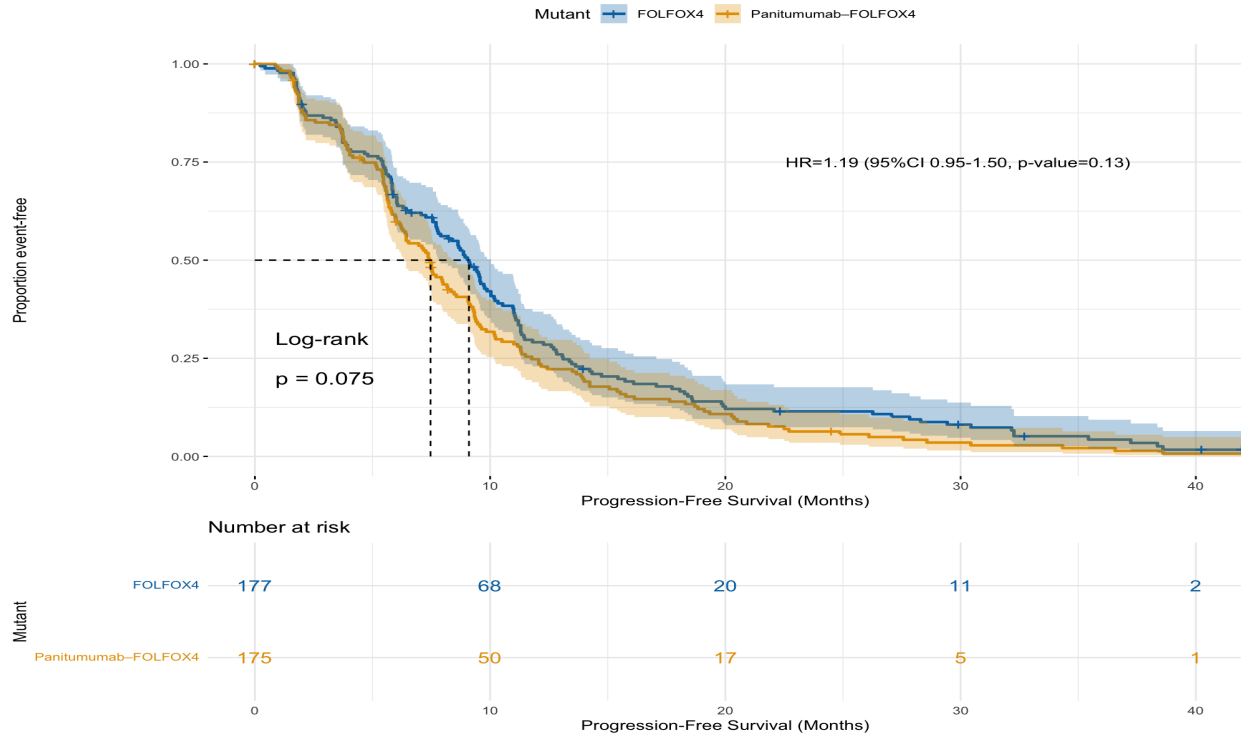 Mutant FOLFOX4 Panitumumab–FOLFOX4
1.00
0.75
0.50
0.25
0.00
Proportion event-free
HR=1.19 (95%CI 0.95-1.50, p-value=0.13)
Log-rank
p = 0.075
0 10 20 30 40
Progression-Free Survival (Months)
Number at risk
Mutant
FOLFOX4 177 68 20 11 2
Panitumumab–FOLFOX4 175 50 17 5 1
0 10 20 30 40
Progression-Free Survival (Months)